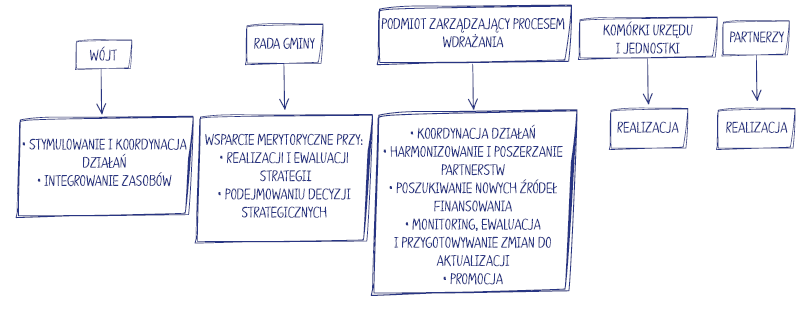 WÓJT
RADA GMINY
PODMIOT ZARZĄDZAJĄCY PROCESEM
WDRAŻANIA
KOMÓRKI URZĘDU
I JEDNOSTKI
PARTNERZY
• STYMULOWANIE I KOORDYNACJA
DZIAŁAŃ
• INTEGROWANIE ZASOBÓW
WSPARCIE MERYTORYCZNE PRZY:
• REALIZACJI I EWALUACJI
STRATEGII
• PODEJMOWANIU DECYZJI
STRATEGICZNYCH
• KOORDYNACJA DZIAŁAŃ
• HARMONIZOWANIE I POSZERZANIE
PARTNERSTW
• POSZUKIWANIE NOWYCH ŹRÓDEŁ
FINANSOWANIA
• MONITORING, EWALUACJA
I PRZYGOTOWYWANIE ZMIAN DO
AKTUALIZACJI
• PROMOCJA
REALIZACJA
REALIZACJA